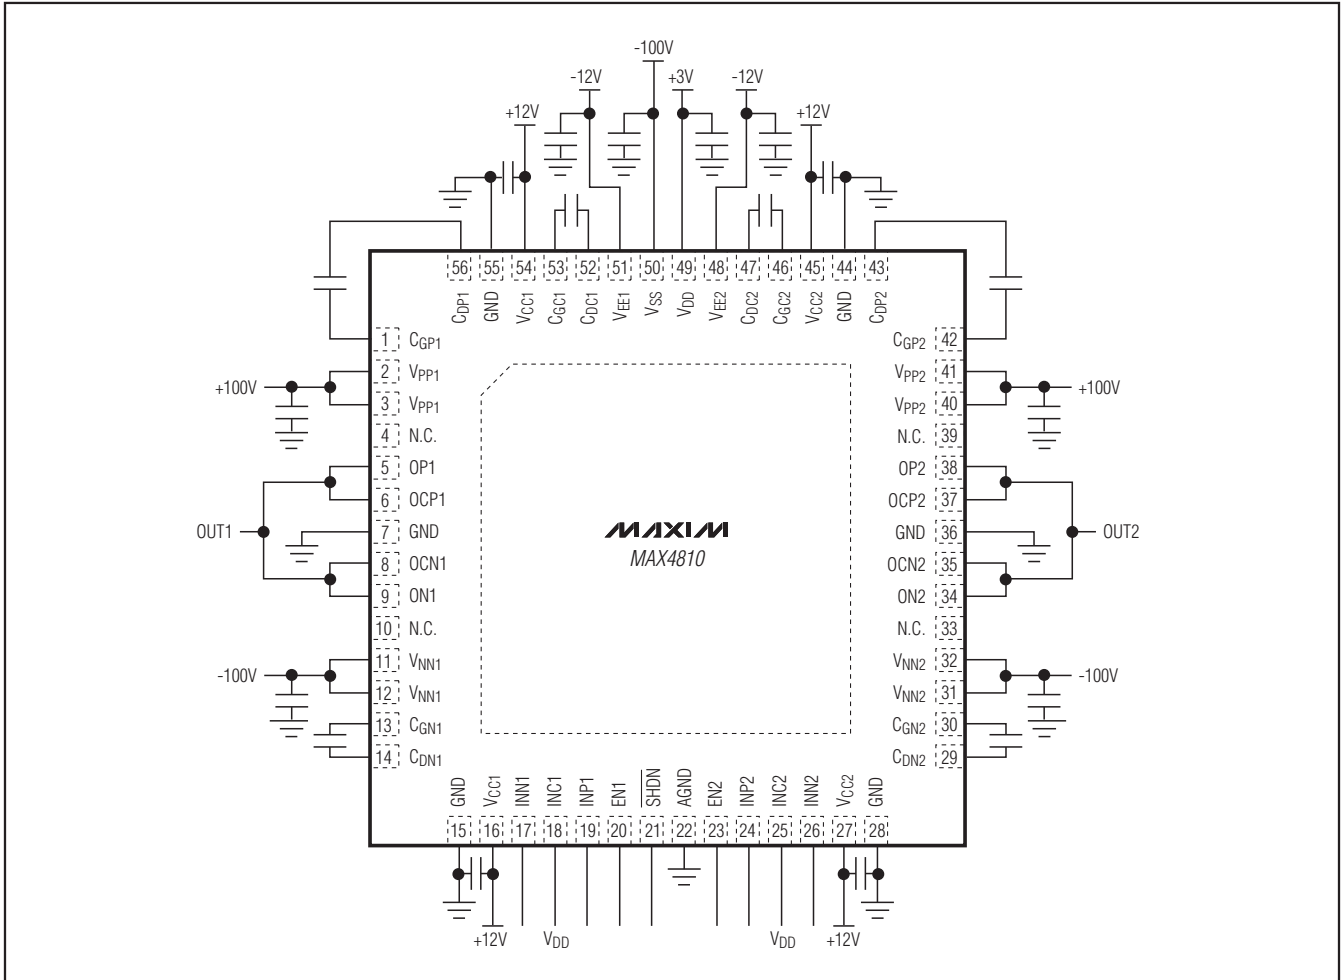 -100V
-12V +3V -12V
+12V +12V
56 55 54 53 52 51 50 49 48 47 46 45 44 43
CDP1 GND VCC1 CGC1 CDC1 VEE1 VSS VDD VEE2 CDC2 CGC2 VCC2 GND CDP2
1 CGP1 CGP2 42
2 VPP1 VPP2 41
+100V +100V
3 VPP1 VPP2 40
4 N.C. N.C. 39
5 OP1 OP2 38
6 OCP1 OCP2 37
OUT1 7 GND MAXIM GND 36 OUT2
MAX4810
8 OCN1 OCN2 35
9 ON1 ON2 34
10 N.C. N.C. 33
11 VNN1 VNN2 32
-100V -100V
12 VNN1 VNN2 31
13 CGN1 CGN2 30
14 CDN1 CDN2 29
GND VCC1 INN1 INC1 INP1 EN1 SHDN AGND EN2 INP2 INC2 INN2 VCC2 GND
15 16 17 18 19 20 21 22 23 24 25 26 27 28
+12V VDD VDD +12V